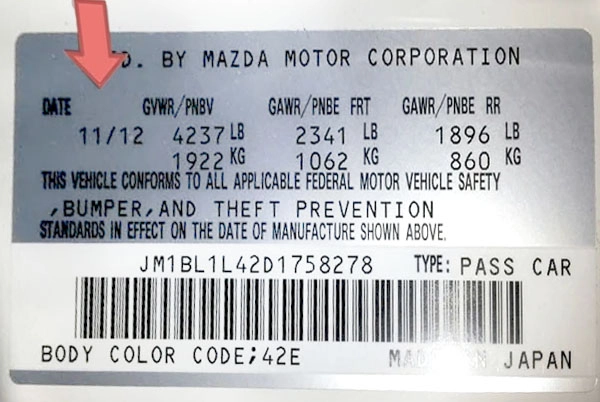 BY MAZDA MOTOR CORPORATION
DATE GVWR/PNBV GAWR/PNBE FRT GAWR/PNBE RR
11/12 4237 LB 2341 LB 1896 LB
1922 KG 1062 KG 860 KG
THIS VEHICLE CONFORMS TO ALL APPLICABLE FEDERAL MOTOR VEHICLE SAFETY
,BUMPER,AND THEFT PREVENTION
STANDARDS IN EFFECT ON THE DATE OF MANUFACTURE SHOWN ABOVE.
JM1BL1L42D1758278 TYPE: PASS CAR
BODY COLOR CODE;42E JAPAN